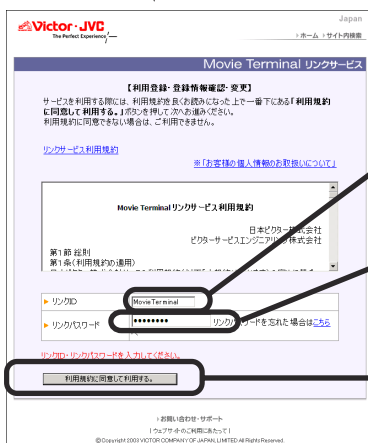 Victor・JVC
The Perfect Experience
Japan
ホーム サイト内検索
Movie Terminal リンクサービス
【利用登録・登録情報確認・変更】
サービスを利用する際には、利用規約を良くお読みになった上で一番下にある「利用規約
に同意して利用する。」ボタンを押して次へお進みください。
利用規約に同意できない場合は、ご利用できません。
リンクサービス利用規約
※「お客様の個人情報のお取扱いについて」
Movie Terminal リンクサービス利用規約
日本ビクター株式会社
ビクターサービスエンジニアリング株式会社
第1節 総則
第1条(利用規約の適用)
リンクID MovieTerminal
リンクパスワード ******** リンクパスワードを忘れた場合はこちら
へ
リンクID・リンクパスワードを入力してください。
利用規約に同意して利用する。
お問い合わせ・サポート
| ウェブサイトのご利用にあたって |
© Copyright 2003 VICTOR COMPANY OF JAPAN, LIMITED All Rights Reserved.